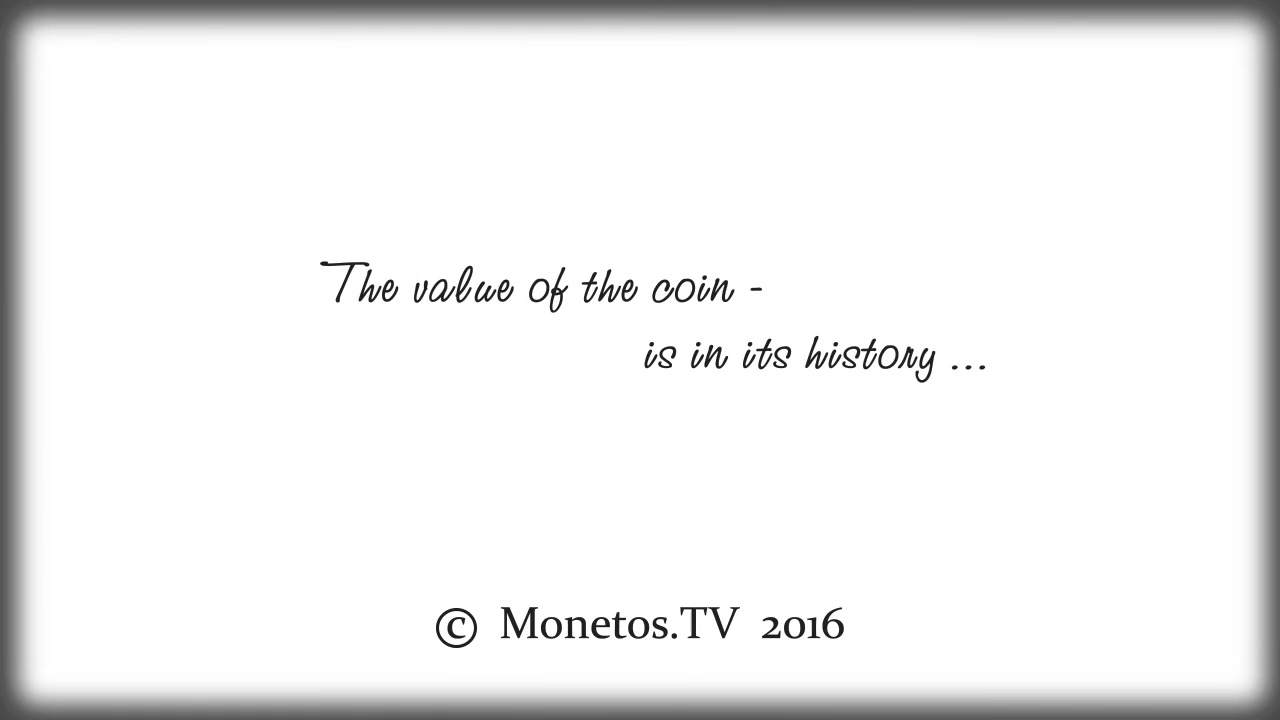 The value of the coin -
is in its history ...
© Monetos.TV 2016